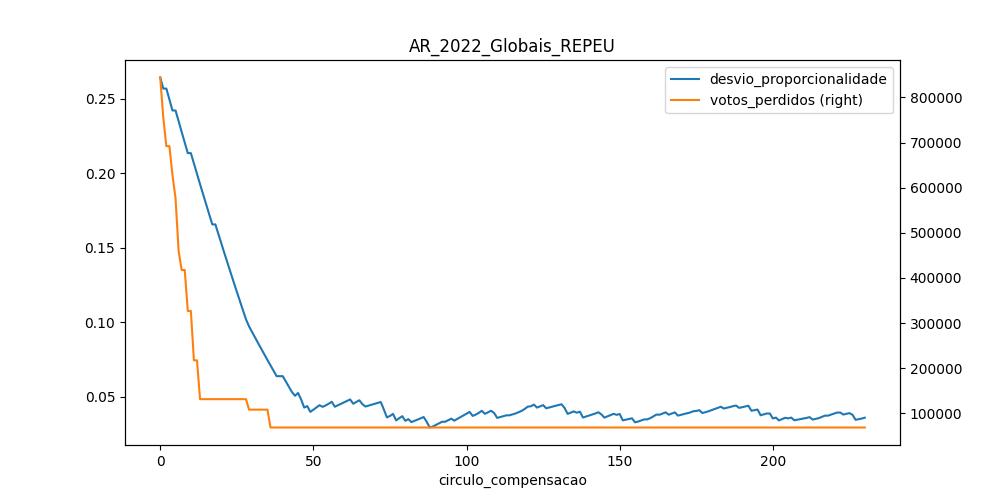 AR_2022_Globais_REPEU
desvio_proporcionalidade
votos_perdidos (right)
0.25
0.20
0.15
0.10
0.05
800000
700000
600000
500000
400000
300000
200000
100000
0 50 100 150 200
circulo_compensacao